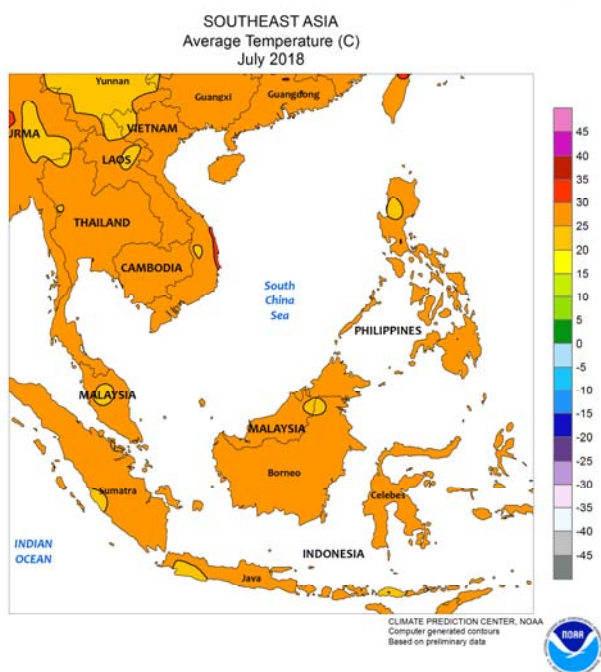 SOUTHEAST ASIA
Average Temperature (C)
July 2018
Yunnan
Guangxi
Guangdong
URMA
VIETNAM
LAOS
THAILAND
CAMBODIA
South
China
Sea
PHILIPPINES
MALAYSIA
MALAYSIA
Borneo
Sumatra
Celebes
INDIAN
OCEAN
INDONESIA
Java
45
40
35
30
25
20
15
10
5
0
-5
-10
-15
-20
-25
-30
-35
-40
-45
CLIMATE PREDICTION CENTER, NOAA
Computer generated contours
Based on preliminary data
NOAA